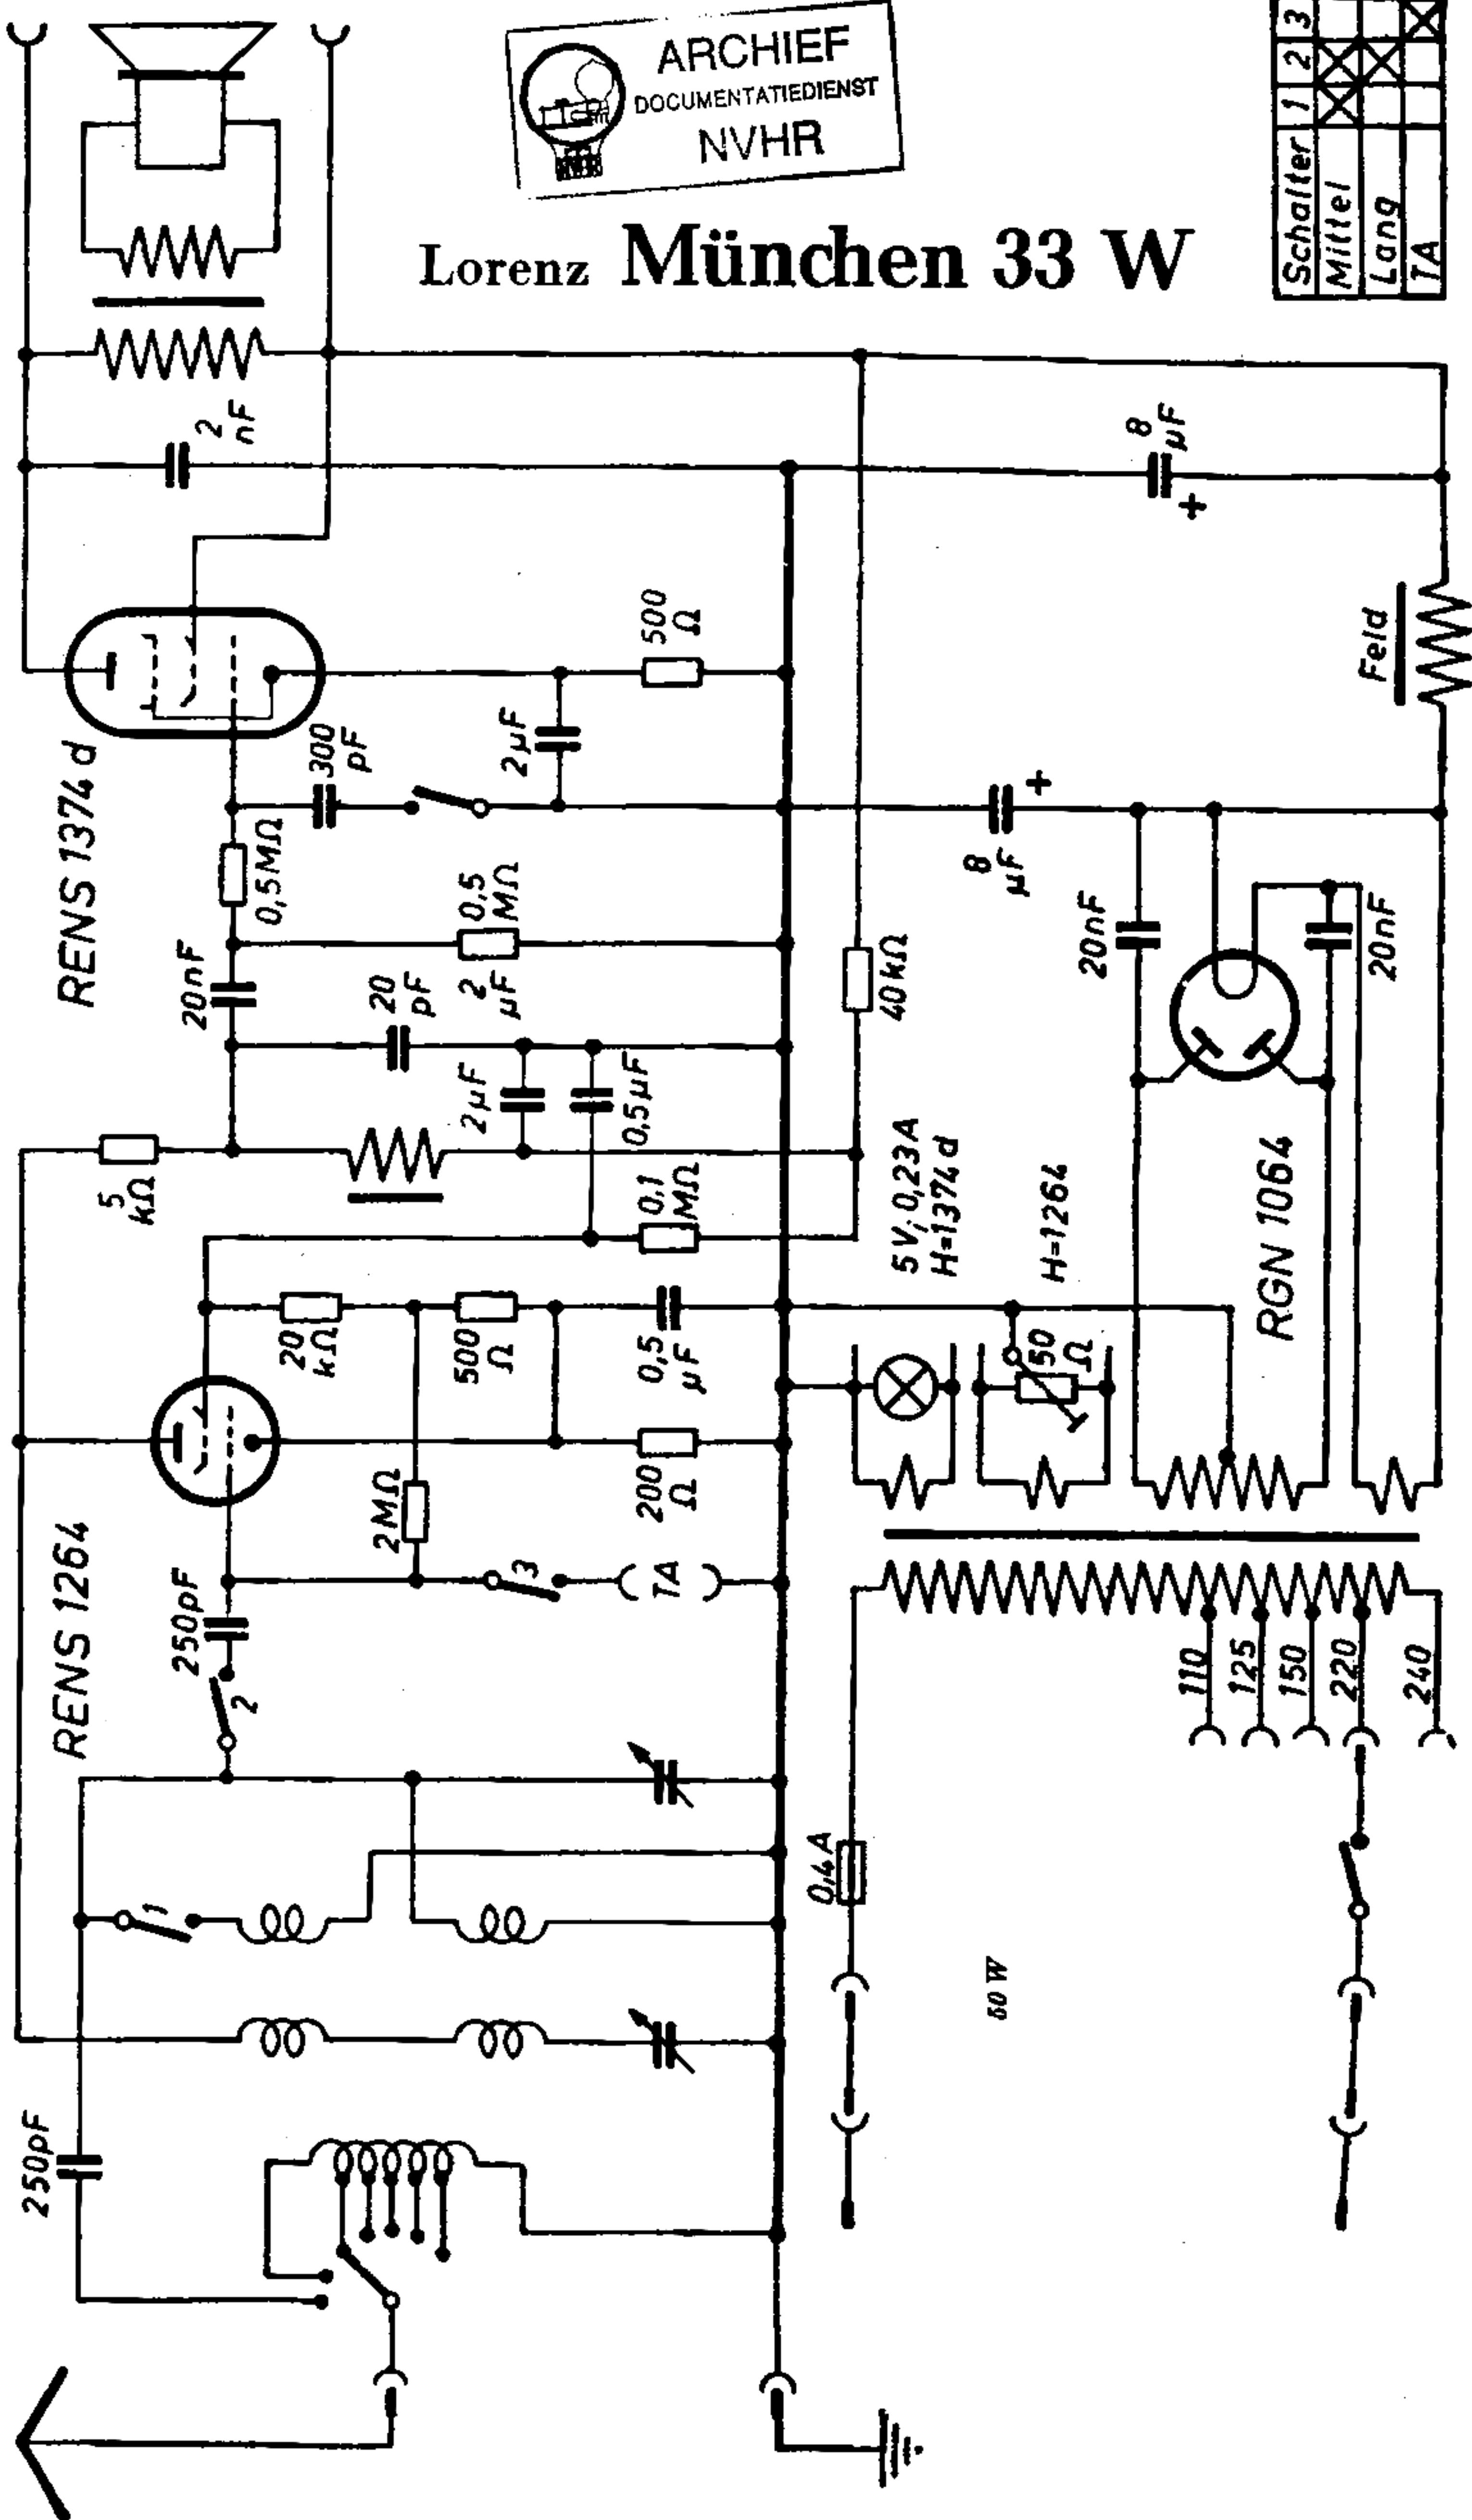 ARCHIEF
DOCUMENTATIEDIENST
NVHR
Lorenz München 33 W
Schalter 1 2 3
Mittel
Lang
TA
2 nF
8 µF
+
RENS 1374 d
500 Ω
Feld
300 pF
2µF
0,5MΩ
8 µF
+
20nF
0,5 MΩ
20 pF
2 µF
40kΩ
20nF
20nF
5 kΩ
2µF
0,5µF
0,1 MΩ
5V; 0,23A
H=1374d
H=1264
RGN 1064
20 kΩ
500 Ω
0,5 µF
50 Ω
RENS 1264
2MΩ
200 Ω
250pF
3
TA
2
110
125
150
220
240
1
0,4A
50 W
250pF